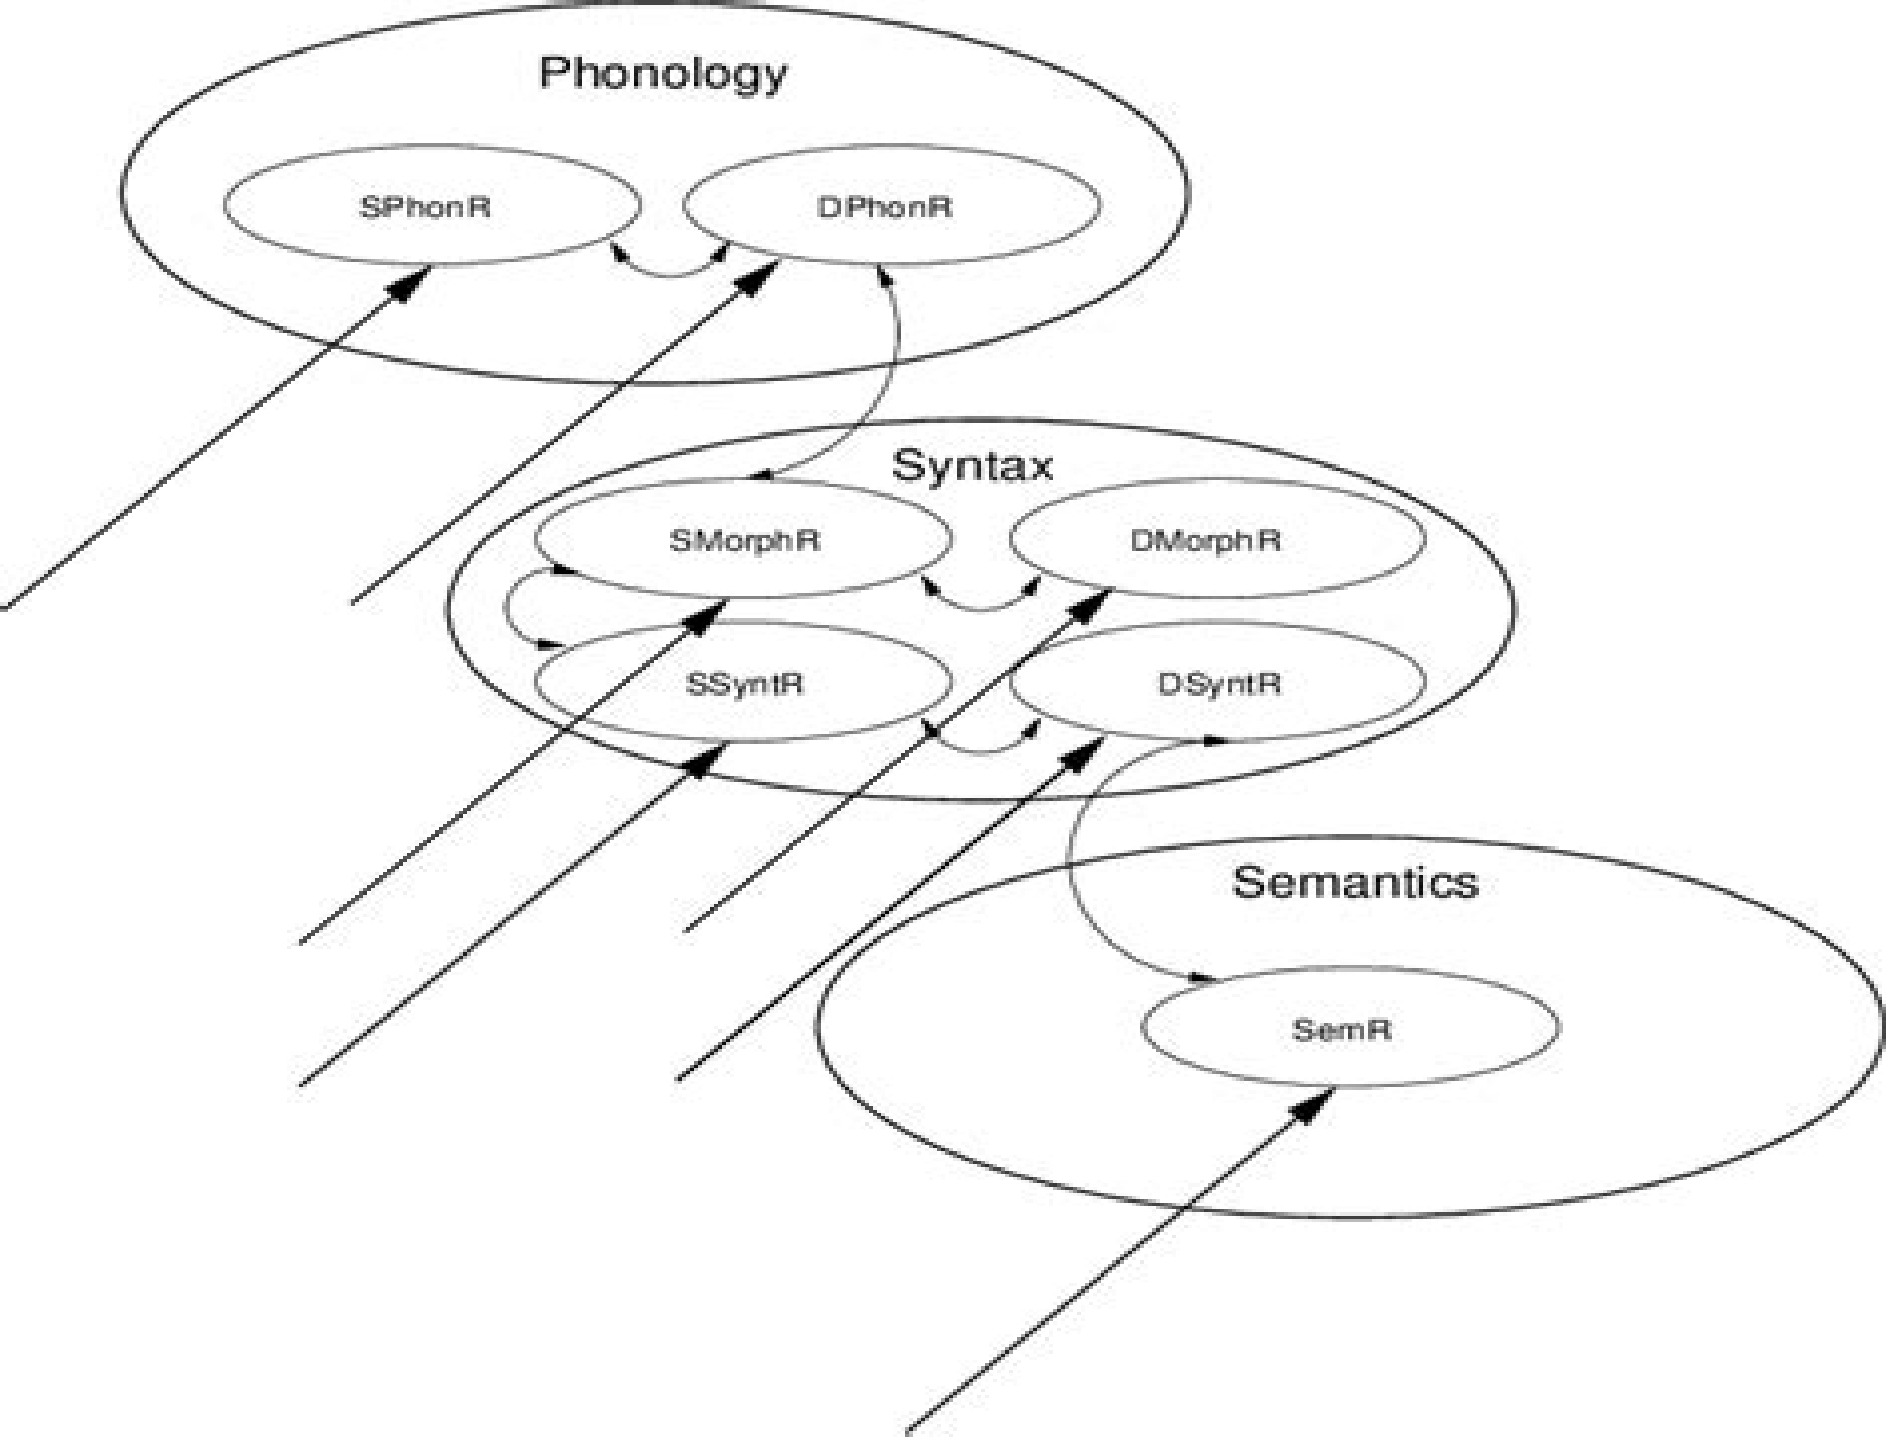 Phonology
SPhonR DPhonR
Syntax
SMorphR DMorphR
SSyntR DSyntR
Semantics
SemR